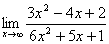 lim x→∞ (3x² − 4x + 2)/(6x² + 5x + 1)